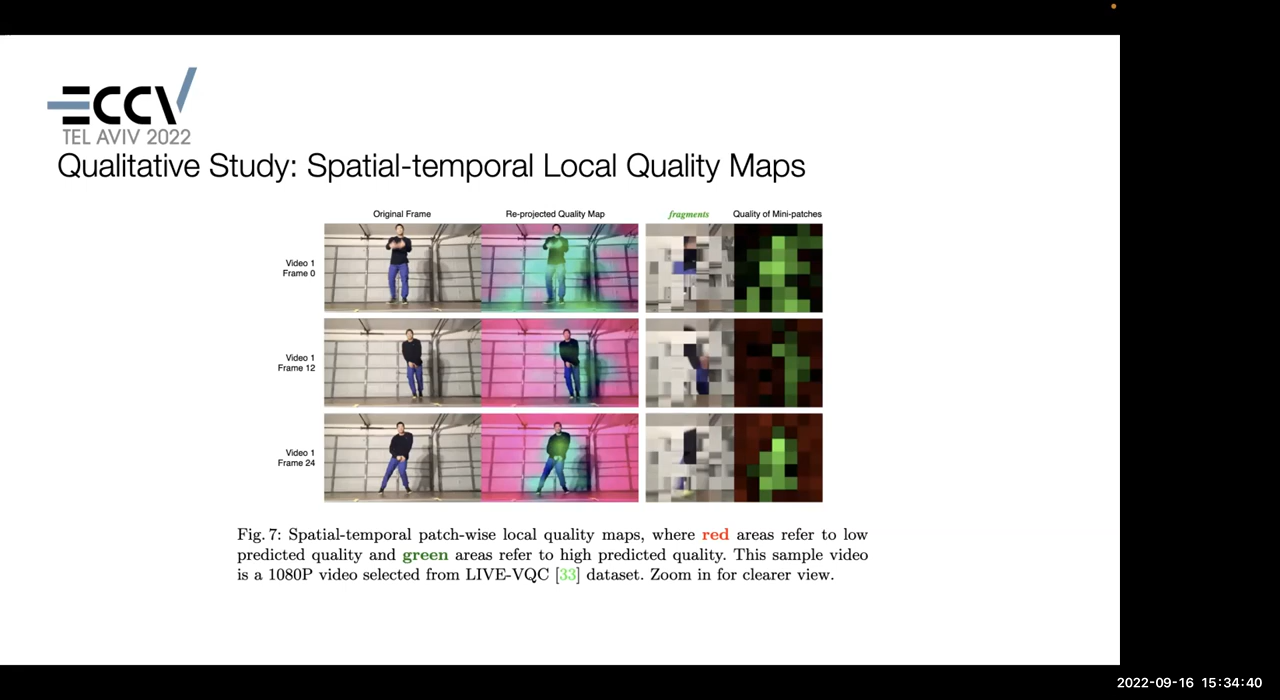 ECCV
TEL AVIV 2022
Qualitative Study: Spatial-temporal Local Quality Maps
Original Frame Re-projected Quality Map fragments Quality of Mini-patches
Video 1
Frame 0
Video 1
Frame 12
Video 1
Frame 24
Fig. 7: Spatial-temporal patch-wise local quality maps, where red areas refer to low
predicted quality and green areas refer to high predicted quality. This sample video
is a 1080P video selected from LIVE-VQC [33] dataset. Zoom in for clearer view.
2022-09-16 15:34:40